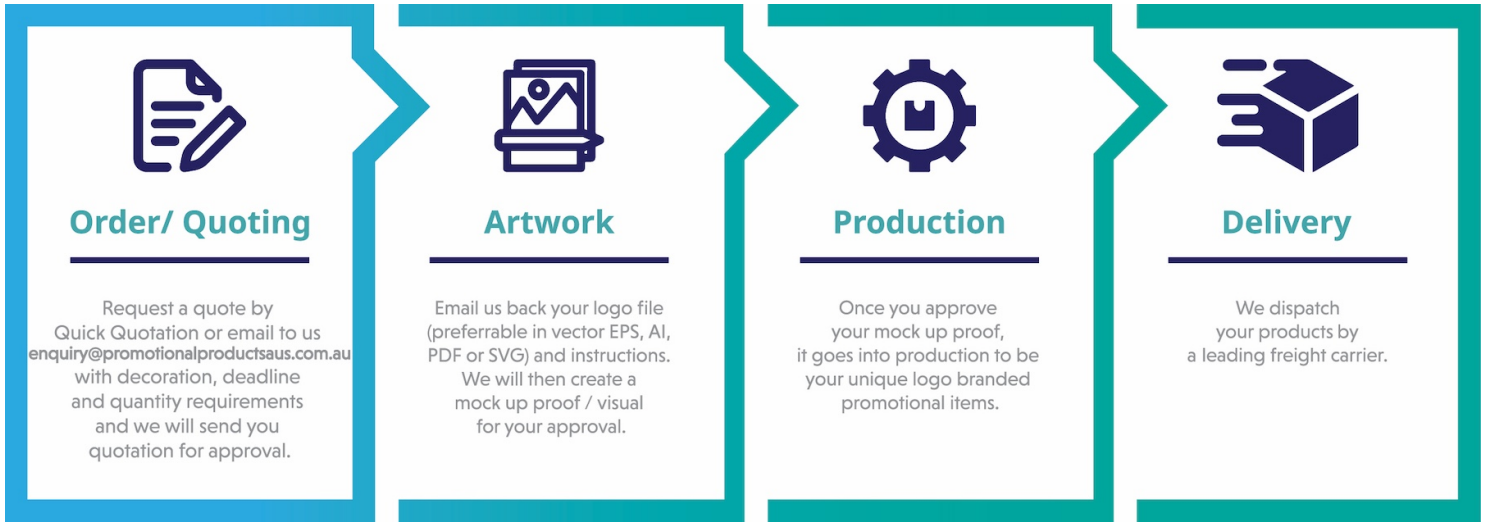 Order/ Quoting
Request a quote by
Quick Quotation or email to us
enquiry@promotionalproductsaus.com.au
with decoration, deadline
and quantity requirements
and we will send you
quotation for approval.
Artwork
Email us back your logo file
(preferrable in vector EPS, AI,
PDF or SVG) and instructions.
We will then create a
mock up proof / visual
for your approval.
Production
Once you approve
your mock up proof,
it goes into production to be
your unique logo branded
promotional items.
Delivery
We dispatch
your products by
a leading freight carrier.